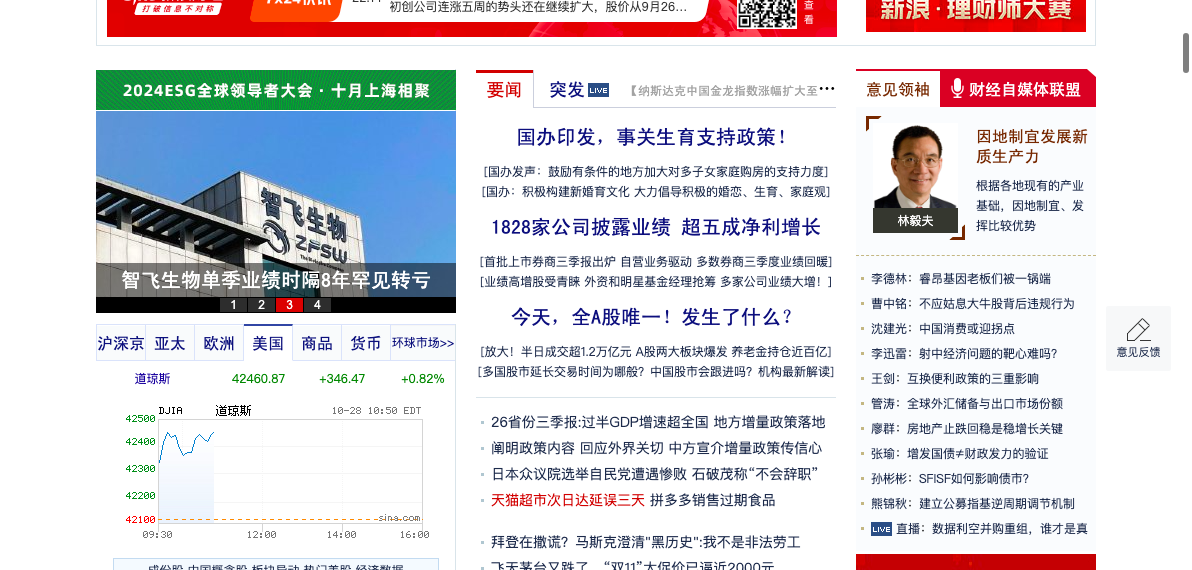 打破信息不对称
7x24快讯
初创公司连涨五周的势头还在继续扩大，股价从9月26...
查
看
新浪·理财师大赛
2024ESG全球领导者大会·十月上海相聚
智飞生物
ZFSW
智飞生物单季业绩时隔8年罕见转亏
1 2 3 4
沪深京 亚太 欧洲 美国 商品 货币 环球市场>>
道琼斯 42460.87 +346.47 +0.82%
DJIA 道琼斯 10-28 10:50 EDT
42500
42400
42300
42200
42100
sina.com
09:30 12:00 14:00 16:00
要闻 突发 LIVE 【纳斯达克中国金龙指数涨幅扩大至...
国办印发，事关生育支持政策！
[国办发声：鼓励有条件的地方加大对多子女家庭购房的支持力度]
[国办：积极构建新婚育文化 大力倡导积极的婚恋、生育、家庭观]
1828家公司披露业绩 超五成净利增长
[首批上市券商三季报出炉 自营业务驱动 多数券商三季度业绩回暖]
[业绩高增股受青睐 外资和明星基金经理抢筹 多家公司业绩大增！]
今天，全A股唯一！发生了什么？
[放大！半日成交超1.2万亿元 A股两大板块爆发 养老金持仓近百亿]
[多国股市延长交易时间为哪般？中国股市会跟进吗？机构最新解读]
26省份三季报:过半GDP增速超全国 地方增量政策落地
阐明政策内容 回应外界关切 中方宣介增量政策传信心
日本众议院选举自民党遭遇惨败 石破茂称“不会辞职”
天猫超市次日达延误三天 拼多多销售过期食品
拜登在撒谎？马斯克澄清"黑历史":我不是非法劳工
飞天茅台又跌了，“双11”大促价已逼近2000元
意见领袖 财经自媒体联盟
因地制宜发展新
质生产力
根据各地现有的产业
基础，因地制宜、发
挥比较优势
林毅夫
李德林：睿昂基因老板们被一锅端
曹中铭：不应姑息大牛股背后违规行为
沈建光：中国消费或迎拐点
李迅雷：射中经济问题的靶心难吗？
王剑：互换便利政策的三重影响
管涛：全球外汇储备与出口市场份额
廖群：房地产止跌回稳是稳增长关键
张瑜：增发国债≠财政发力的验证
孙彬彬：SFISF如何影响债市？
熊锦秋：建立公募指基逆周期调节机制
LIVE 直播：数据利空并购重组，谁才是真
意见反馈